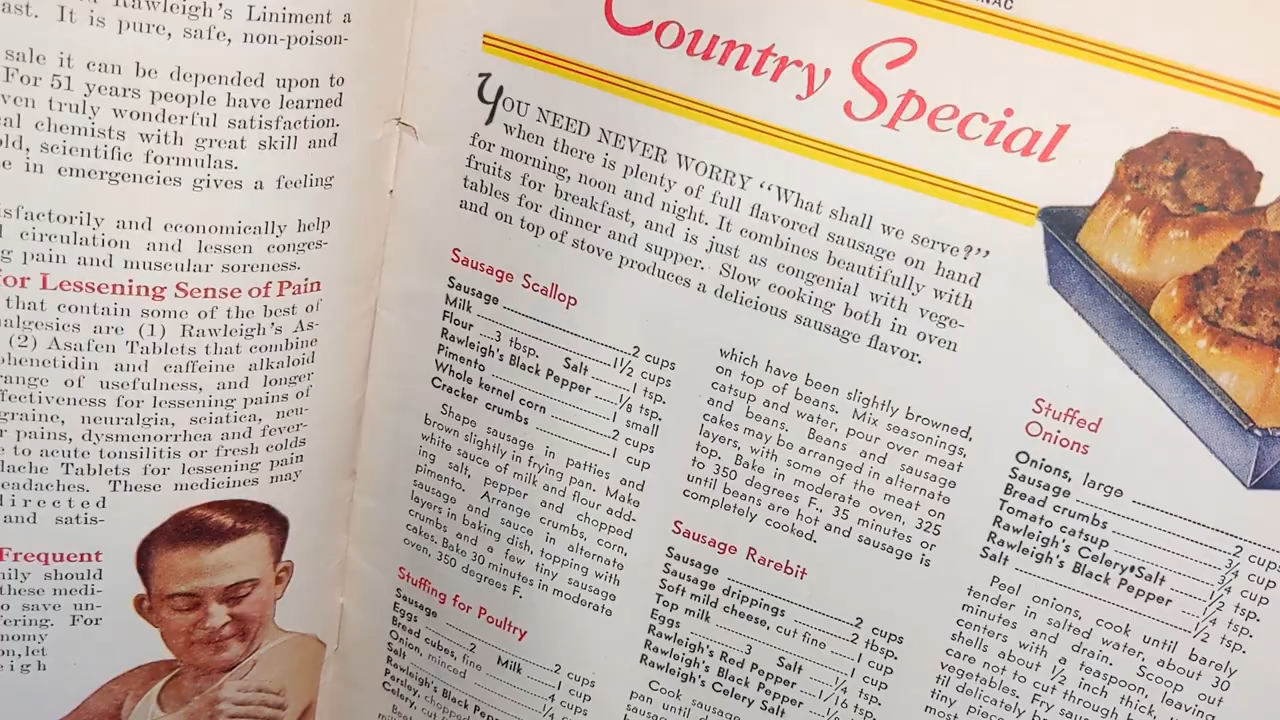 Rawleigh's Liniment a
ast. It is pure, safe, non-poison-
sale it can be depended upon to
For 51 years people have learned
ven truly wonderful satisfaction.
al chemists with great skill and
old, scientific formulas.
e in emergencies gives a feeling
isfactorily and economically help
circulation and lessen conges-
g pain and muscular soreness.
for Lessening Sense of Pain
that contain some of the best of
nalgesics are (1) Rawleigh's As-
(2) Asafen Tablets that combine
phenetidin and caffeine alkaloid
range of usefulness, and longer
ffectiveness for lessening pains of
graine, neuralgia, sciatica, neu-
r pains, dysmenorrhea and fever-
e to acute tonsilitis or fresh colds
dache Tablets for lessening pain
eadaches. These medicines may
directed
and satis-
Frequent
mily should
these medi-
o save un-
fering. For
nomy
on, let
eigh
Country Special
YOU NEED NEVER WORRY "What shall we serve?"
when there is plenty of full flavored sausage on hand
for morning, noon and night. It combines beautifully with
fruits for breakfast, and is just as congenial with vege-
tables for dinner and supper. Slow cooking both in oven
and on top of stove produces a delicious sausage flavor.
Sausage Scallop
Sausage 2 cups
Milk 1½ cups
Flour 3 tbsp. Salt 1 tsp.
Rawleigh's Black Pepper ⅛ tsp.
Pimento 1 small
Whole kernel corn 2 cups
Cracker crumbs 1 cup
Shape sausage in patties and
brown slightly in frying pan. Make
white sauce of milk and flour add-
ing salt, pepper and chopped
pimento. Arrange crumbs, corn,
sausage and sauce in alternate
layers in baking dish, topping with
crumbs and a few tiny sausage
cakes. Bake 30 minutes in moderate
oven, 350 degrees F.
Stuffing for Poultry
Sausage 2 cups
Eggs 2 Milk 1 cup
Bread cubes, fine 4 cups
Onion, minced
Salt
Rawleigh's Black Pepp
Parsley, chopped
Celery, cut
which have been slightly browned,
on top of beans. Mix seasonings,
catsup and water, pour over meat
and beans. Beans and sausage
cakes may be arranged in alternate
layers, with some of the meat on
top. Bake in moderate oven, 325
to 350 degrees F., 35 minutes or
until beans are hot and sausage is
completely cooked.
Sausage Rarebit
Sausage 2 cups
Sausage drippings 2 tbsp.
Soft mild cheese, cut fine 1 cup
Top milk 1 cup
Eggs 3 Salt ¼ tsp.
Rawleigh's Red Pepper 1/16 tsp.
Rawleigh's Black Pepper
Rawleigh's Celery Salt
Cook
pan until
Stuffed
Onions
Onions, large
Sausage 2 cups
Bread crumbs ¾ cup
Tomato catsup ¼ cup
Rawleigh's Celery Salt ½ tsp.
Rawleigh's Black Pepper ¼ tsp.
Salt ½ tsp.
Peel onions, cook until barely
tender in salted water, about 30
minutes and drain. Scoop out
centers with a teaspoon, leaving
shells about ½ inch thick, taking
care not to cut through
vegetables. Fry
til delicately
tiny piece
most